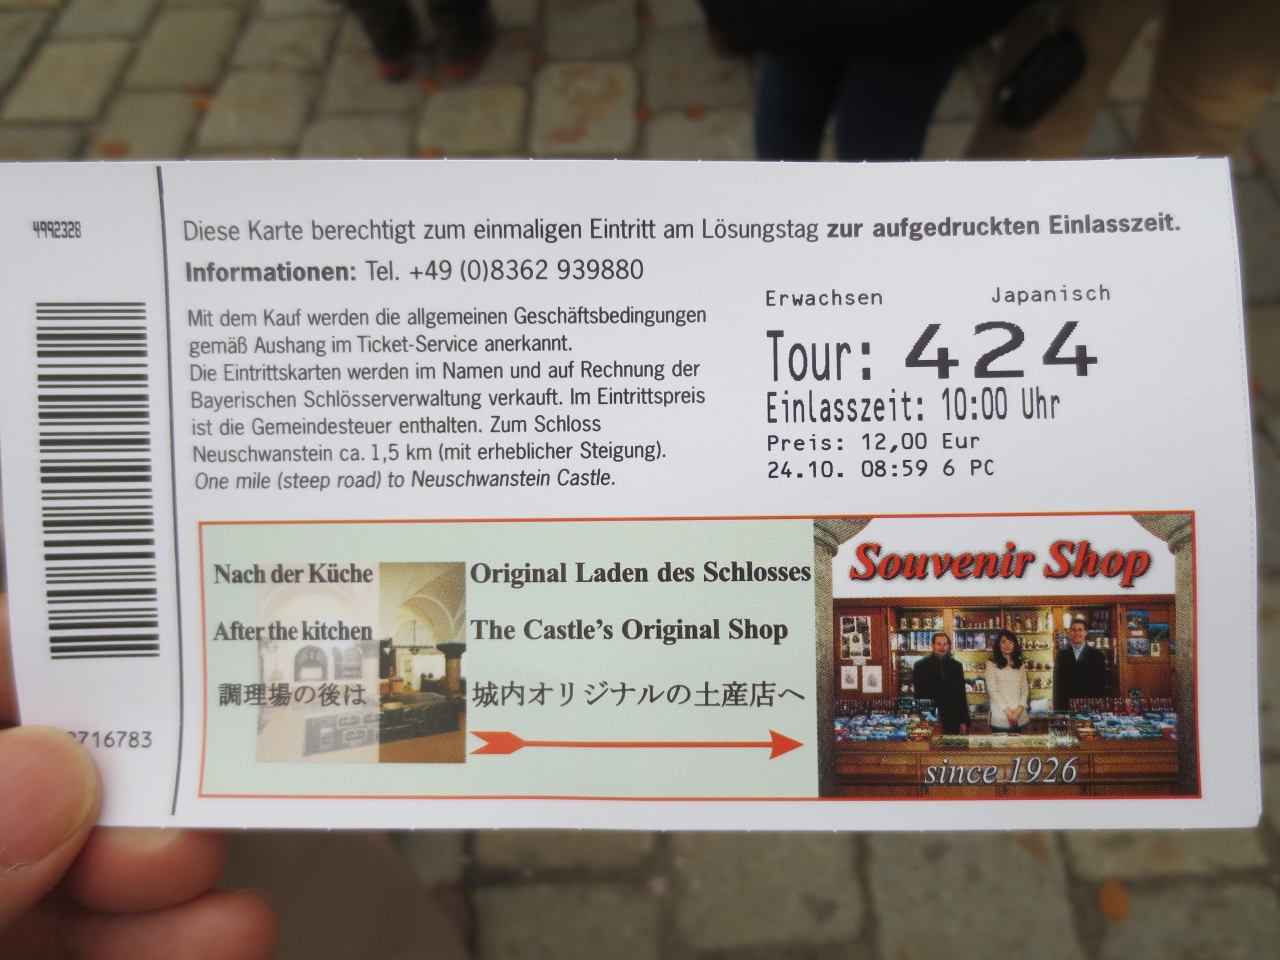 4992328
Diese Karte berechtigt zum einmaligen Eintritt am Lösungstag zur aufgedruckten Einlasszeit.
Informationen: Tel. +49 (0)8362 939880
Mit dem Kauf werden die allgemeinen Geschäftsbedingungen
gemäß Aushang im Ticket-Service anerkannt.
Die Eintrittskarten werden im Namen und auf Rechnung der
Bayerischen Schlösserverwaltung verkauft. Im Eintrittspreis
ist die Gemeindesteuer enthalten. Zum Schloss
Neuschwanstein ca. 1,5 km (mit erheblicher Steigung).
One mile (steep road) to Neuschwanstein Castle.
Erwachsen Japanisch
Tour: 424
Einlasszeit: 10:00 Uhr
Preis: 12,00 Eur
24.10. 08:59 6 PC
Nach der Küche Original Laden des Schlosses
After the kitchen The Castle's Original Shop
調理場の後は 城内オリジナルの土産店へ
Souvenir Shop
since 1926
716783